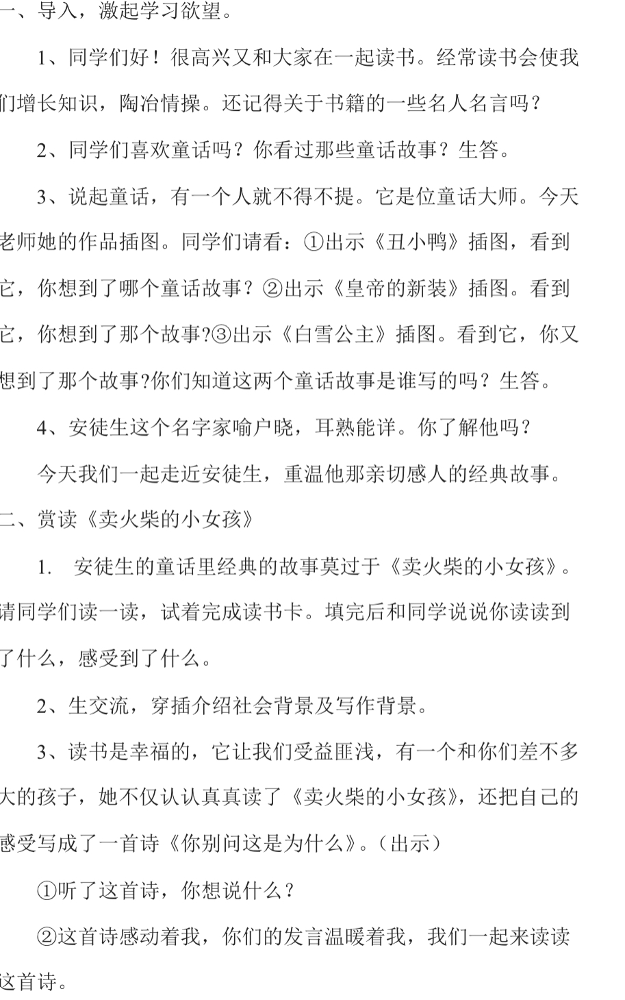 一、导入，激起学习欲望。
1、同学们好！很高兴又和大家在一起读书。经常读书会使我
们增长知识，陶冶情操。还记得关于书籍的一些名人名言吗？
2、同学们喜欢童话吗？你看过那些童话故事？生答。
3、说起童话，有一个人就不得不提。它是位童话大师。今天
老师她的作品插图。同学们请看：①出示《丑小鸭》插图，看到
它，你想到了哪个童话故事？②出示《皇帝的新装》插图。看到
它，你想到了那个故事?③出示《白雪公主》插图。看到它，你又
想到了那个故事?你们知道这两个童话故事是谁写的吗？生答。
4、安徒生这个名字家喻户晓，耳熟能详。你了解他吗？
今天我们一起走近安徒生，重温他那亲切感人的经典故事。
二、赏读《卖火柴的小女孩》
1. 安徒生的童话里经典的故事莫过于《卖火柴的小女孩》。
请同学们读一读，试着完成读书卡。填完后和同学说说你读读到
了什么，感受到了什么。
2、生交流，穿插介绍社会背景及写作背景。
3、读书是幸福的，它让我们受益匪浅，有一个和你们差不多
大的孩子，她不仅认认真真读了《卖火柴的小女孩》，还把自己的
感受写成了一首诗《你别问这是为什么》。（出示）
①听了这首诗，你想说什么？
②这首诗感动着我，你们的发言温暖着我，我们一起来读读
这首诗。